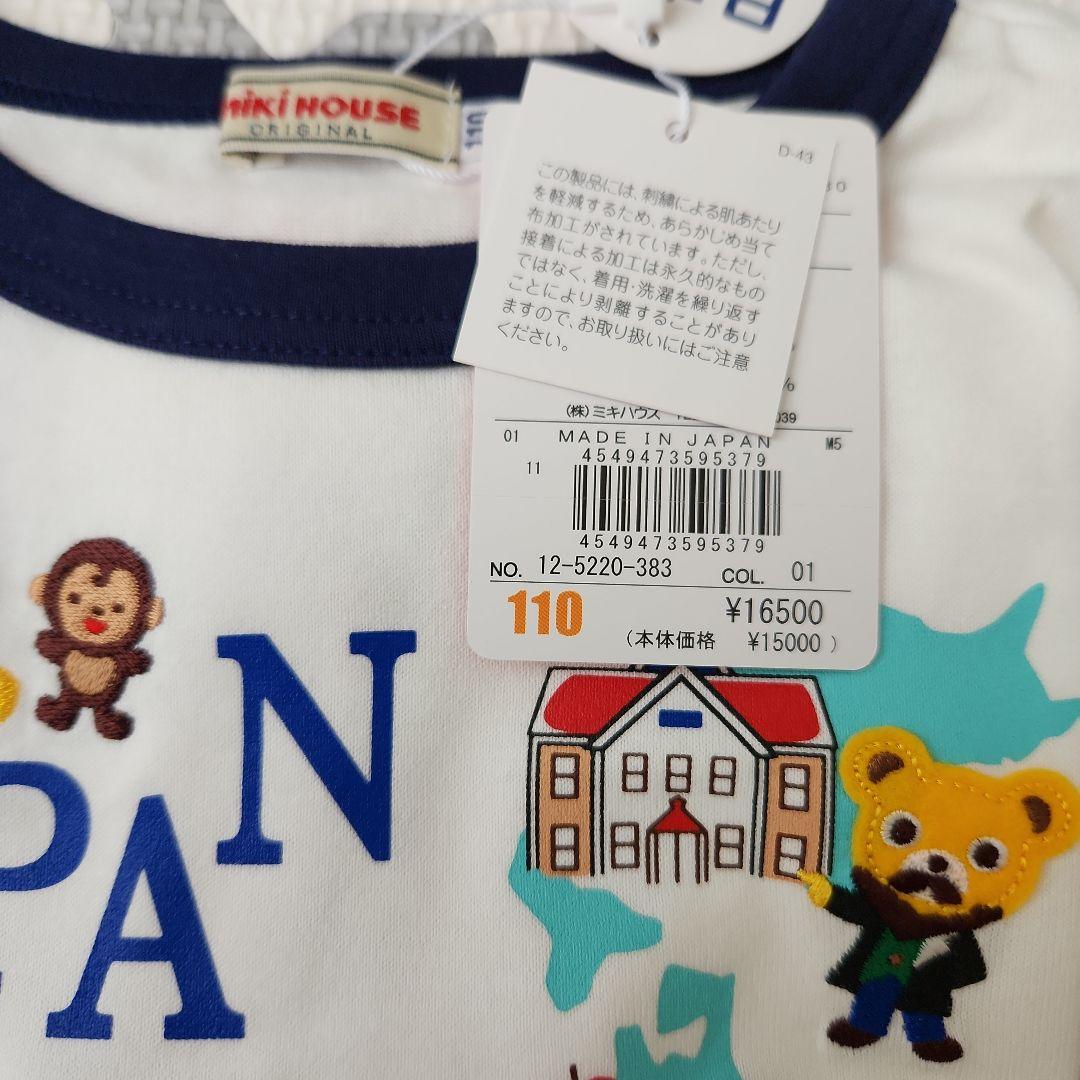 miKi HOUSE
ORIGINAL
110
D-43
この製品には、刺繍による肌あたり
を軽減するため、あらかじめ当て
布加工がされています。ただし、
接着による加工は永久的なもの
ではなく、着用・洗濯を繰り返す
ことにより剥離することがあり
ますので、お取り扱いにはご注意
ください。
%
(株)ミキハウス
039
01 MADE IN JAPAN M5
4549473595379
11
4549473595379
NO. 12-5220-383 COL. 01
110 ¥16500
(本体価格 ¥15000 )
PAN
A